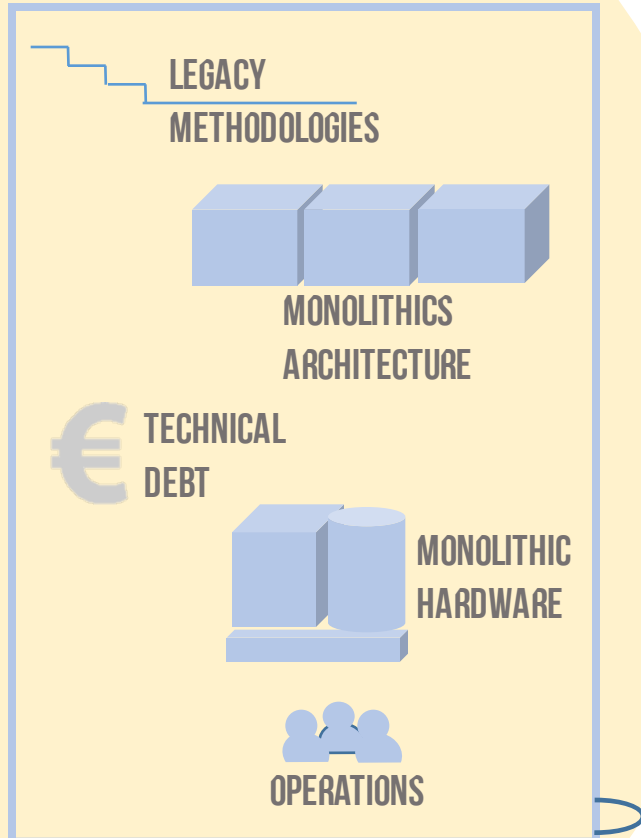 LEGACY
METHODOLOGIES
MONOLITHICS
ARCHITECTURE
€
TECHNICAL
DEBT
MONOLITHIC
HARDWARE
OPERATIONS